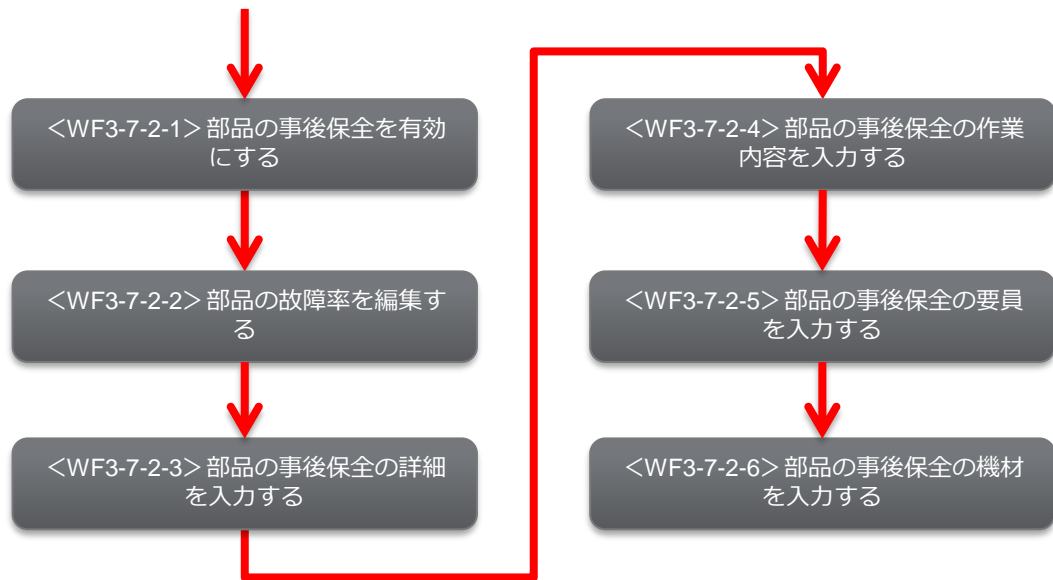 <WF3-7-2-1>部品の事後保全を有効
にする
<WF3-7-2-2>部品の故障率を編集す
る
<WF3-7-2-3>部品の事後保全の詳細
を入力する
<WF3-7-2-4>部品の事後保全の作業
内容を入力する
<WF3-7-2-5>部品の事後保全の要員
を入力する
<WF3-7-2-6>部品の事後保全の機材
を入力する